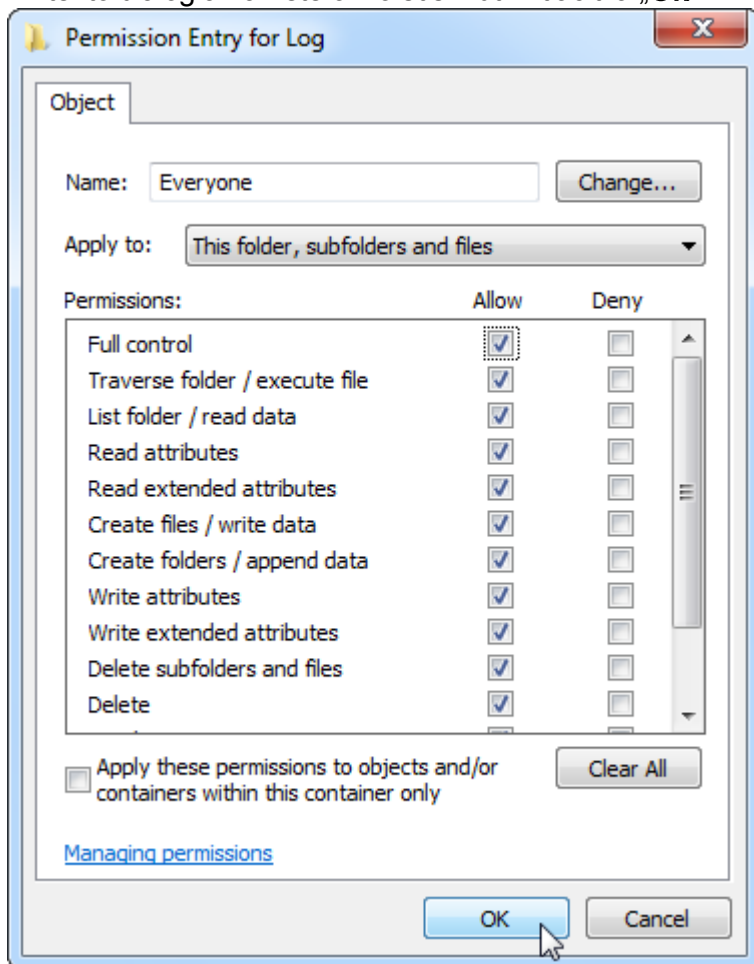 Permission Entry for Log
Object
Name: Everyone Change...
Apply to: This folder, subfolders and files
Permissions: Allow Deny
Full control
Traverse folder / execute file
List folder / read data
Read attributes
Read extended attributes
Create files / write data
Create folders / append data
Write attributes
Write extended attributes
Delete subfolders and files
Delete
Apply these permissions to objects and/or
containers within this container only
Clear All
Managing permissions
OK Cancel